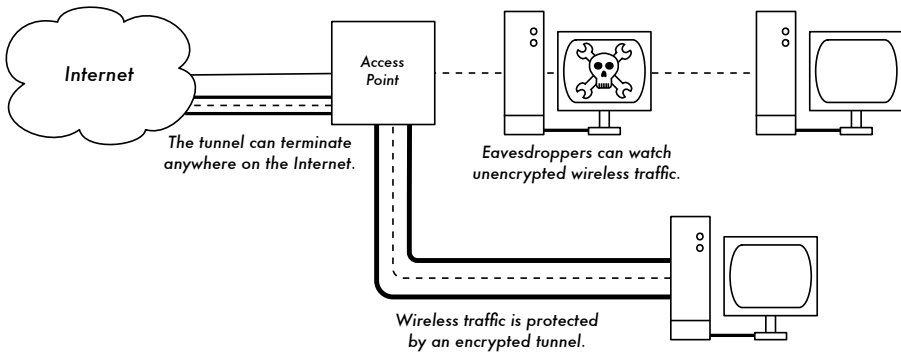 Internet
Access
Point
The tunnel can terminate
anywhere on the Internet.
Eavesdroppers can watch
unencrypted wireless traffic.
Wireless traffic is protected
by an encrypted tunnel.